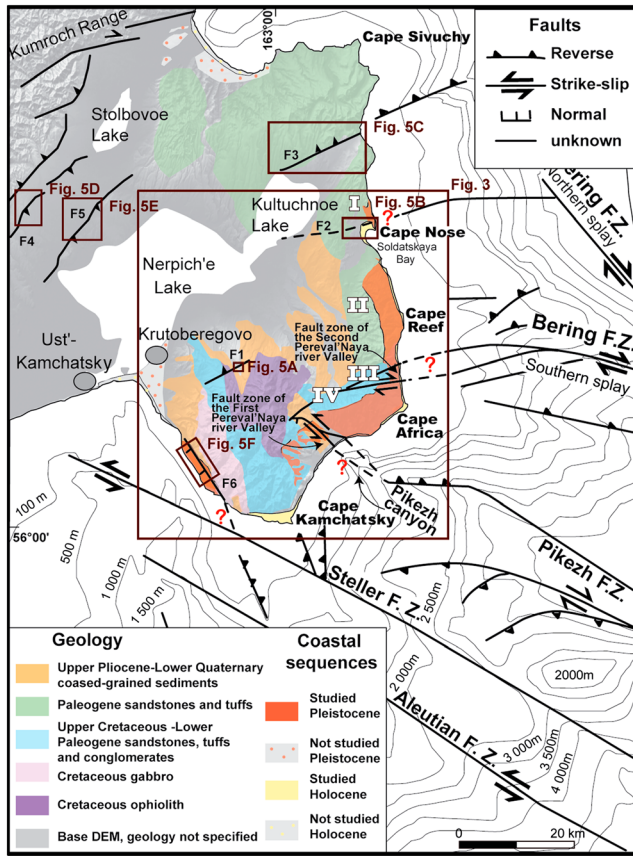 Kumroch Range
163°00'
Cape Sivuchy
Faults
Reverse
Strike-slip
Normal
unknown
Stolbovoe
Lake
Fig. 5C
F3
Fig. 5D
Fig. 5E
F4
F5
Kultuchnoe
Lake
I
Fig. 5B
Fig. 3
?
F2
Cape Nose
Soldatskaya
Bay
Bering F.Z.
Northern splay
Nerpich'e
Lake
II
Cape
Reef
Ust'-
Kamchatsky
Krutoberegovo
Fault zone
of the Second
Pereval'Naya
river Valley
Bering F.Z.
F1
Fig. 5A
III
?
Southern splay
IV
Fault zone
of the First
Pereval'Naya
river Valley
Cape
Africa
Fig. 5F
F6
?
?
Cape
Kamchatsky
Pikezh
canyon
100 m
56°00'
500 m
1 000 m
1 500 m
Steller F. Z.
Pikezh F.Z.
2 500 m
2000m
2 000 m
Aleutian F. Z.
3 000 m
3 500 m
4 000 m
Geology
Upper Pliocene-Lower Quaternary
coased-grained sediments
Paleogene sandstones and tuffs
Upper Cretaceous -Lower
Paleogene sandstones, tuffs
and conglomerates
Cretaceous gabbro
Cretaceous ophiolith
Base DEM, geology not specified
Coastal
sequences
Studied
Pleistocene
Not studied
Pleistocene
Studied
Holocene
Not studied
Holocene
0
20 km